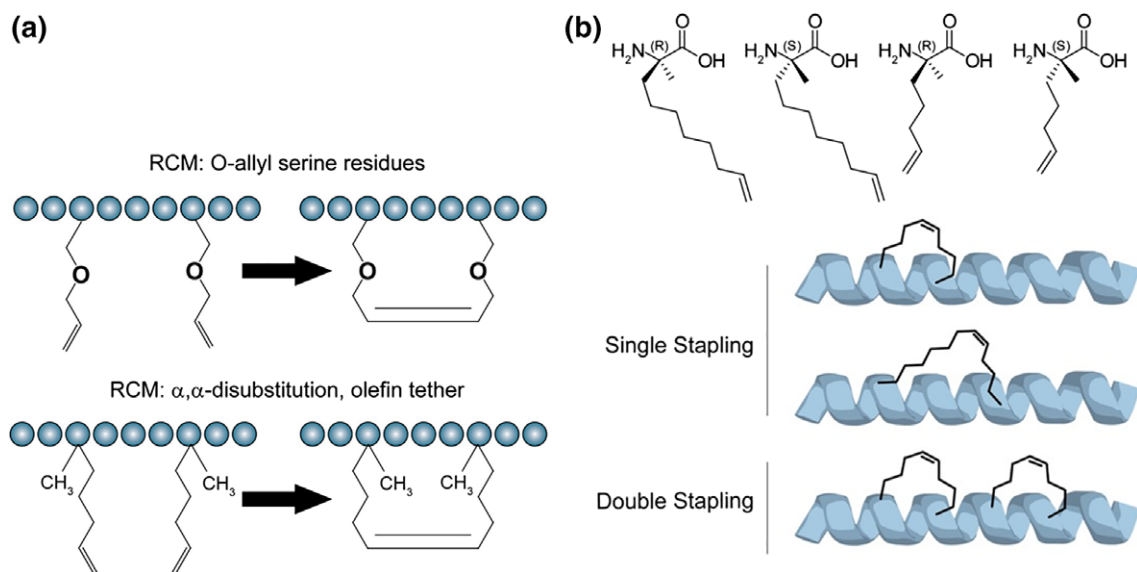 (a)
RCM: O-allyl serine residues
O O O O
RCM: α,α-disubstitution, olefin tether
CH3 CH3 CH3 CH3
(b)
O O O O
H2N (R) OH H2N (S) OH H2N (R) OH H2N (S) OH
Single Stapling
Double Stapling